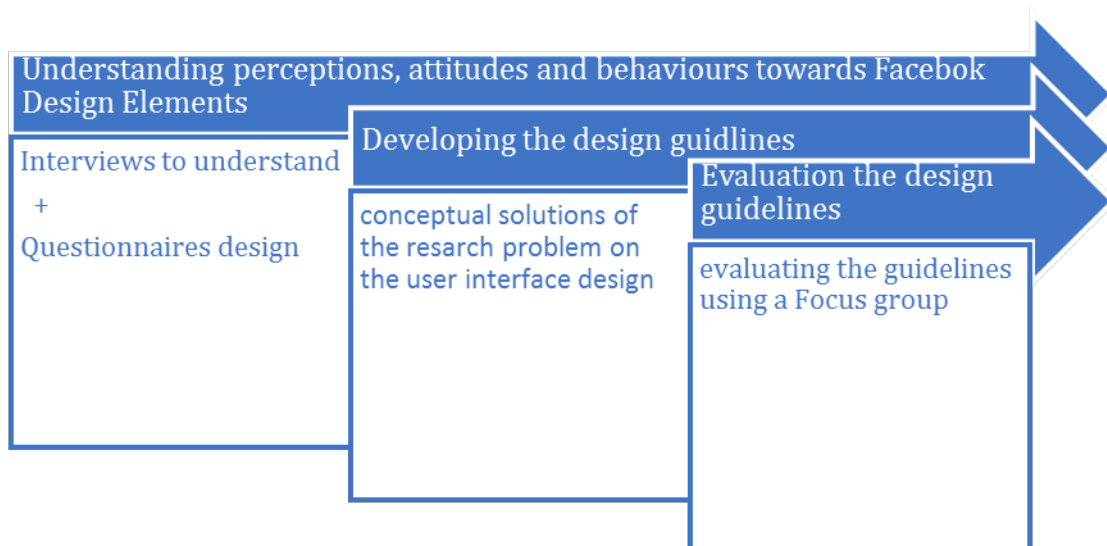 Understanding perceptions, attitudes and behaviours towards Facebok
Design Elements
Interviews to understand
+
Questionnaires design
Developing the design guidlines
conceptual solutions of
the resarch problem on
the user interface design
Evaluation the design
guidelines
evaluating the guidelines
using a Focus group